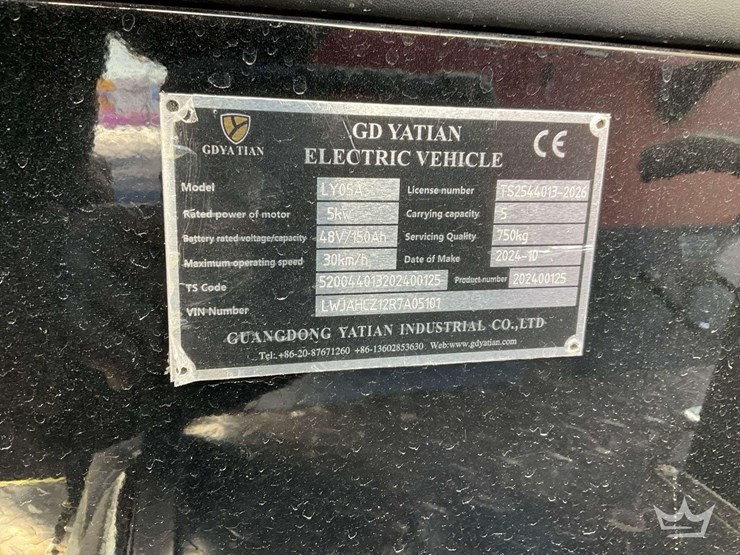 GDYATIAN
GD YATIAN
ELECTRIC VEHICLE
CE
Model LY05A License number TS2544013-2026
Rated power of motor 5kw Carrying capacity 5
Battery rated voltage/capacity 48V/150Ah Servicing Quality 750kg
Maximum operating speed 30km/h Date of Make 2024-10
TS Code 520044013202400125 Product number 202400125
VIN Number LWJAHCZ12R7A05101
GUANGDONG YATIAN INDUSTRIAL CO.,LTD
Tel:+86-20-87671260 +86-13602853630 Web:www.gdyatian.com